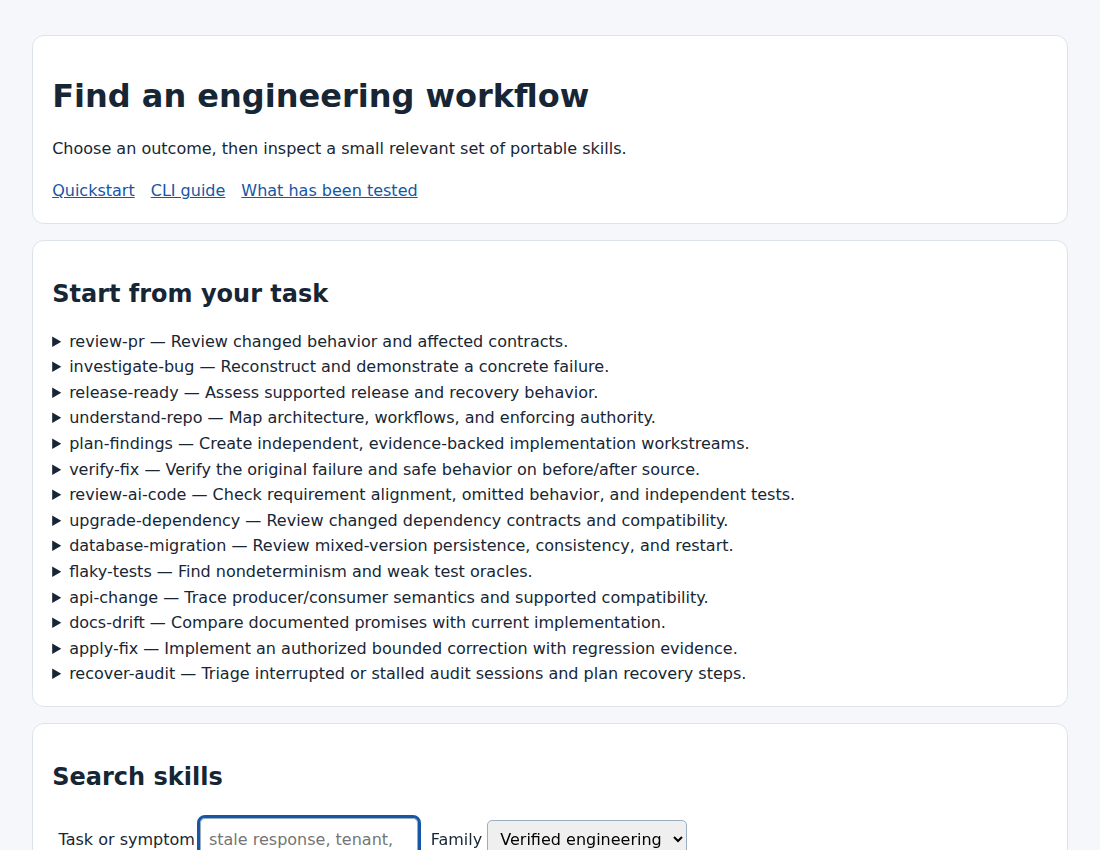 Find an engineering workflow
Choose an outcome, then inspect a small relevant set of portable skills.
Quickstart CLI guide What has been tested
Start from your task
▶ review-pr — Review changed behavior and affected contracts.
▶ investigate-bug — Reconstruct and demonstrate a concrete failure.
▶ release-ready — Assess supported release and recovery behavior.
▶ understand-repo — Map architecture, workflows, and enforcing authority.
▶ plan-findings — Create independent, evidence-backed implementation workstreams.
▶ verify-fix — Verify the original failure and safe behavior on before/after source.
▶ review-ai-code — Check requirement alignment, omitted behavior, and independent tests.
▶ upgrade-dependency — Review changed dependency contracts and compatibility.
▶ database-migration — Review mixed-version persistence, consistency, and restart.
▶ flaky-tests — Find nondeterminism and weak test oracles.
▶ api-change — Trace producer/consumer semantics and supported compatibility.
▶ docs-drift — Compare documented promises with current implementation.
▶ apply-fix — Implement an authorized bounded correction with regression evidence.
▶ recover-audit — Triage interrupted or stalled audit sessions and plan recovery steps.
Search skills
Task or symptom stale response, tenant, Family Verified engineering